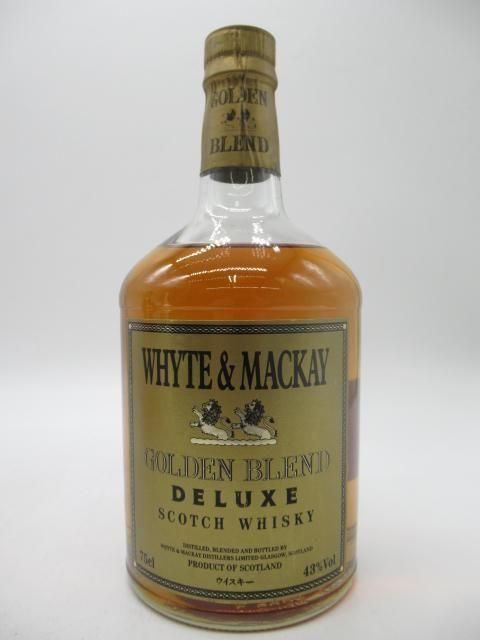 GOLDEN
BLEND
WHYTE & MACKAY
GOLDEN BLEND
DELUXE
SCOTCH WHISKY
DISTILLED, BLENDED AND BOTTLED BY
WHYTE & MACKAY DISTILLERS LIMITED GLASGOW, SCOTLAND
75cl PRODUCT OF SCOTLAND 43%Vol
ウイスキー